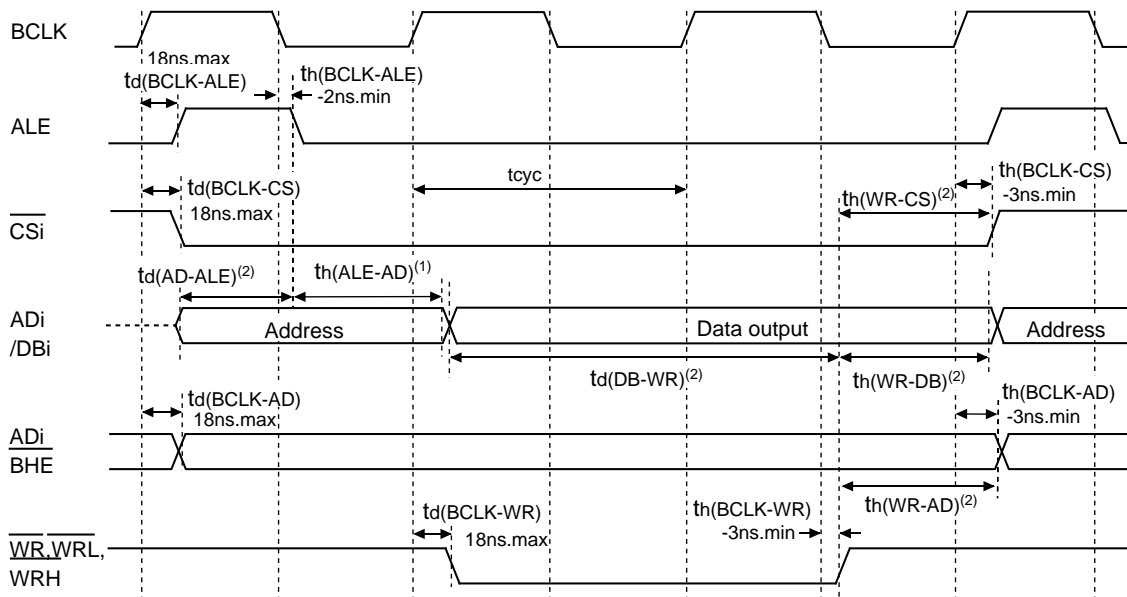 BCLK
18ns.max
td(BCLK-ALE)
th(BCLK-ALE)
-2ns.min
ALE
tcyc
td(BCLK-CS)
18ns.max
th(WR-CS)(2)
th(BCLK-CS)
-3ns.min
CSi
td(AD-ALE)(2)
th(ALE-AD)(1)
ADi
/DBi
Address
Data output
Address
td(DB-WR)(2)
th(WR-DB)(2)
td(BCLK-AD)
18ns.max
th(BCLK-AD)
-3ns.min
ADi
BHE
th(WR-AD)(2)
td(BCLK-WR)
18ns.max
th(BCLK-WR)
-3ns.min
WR,WRL,
WRH